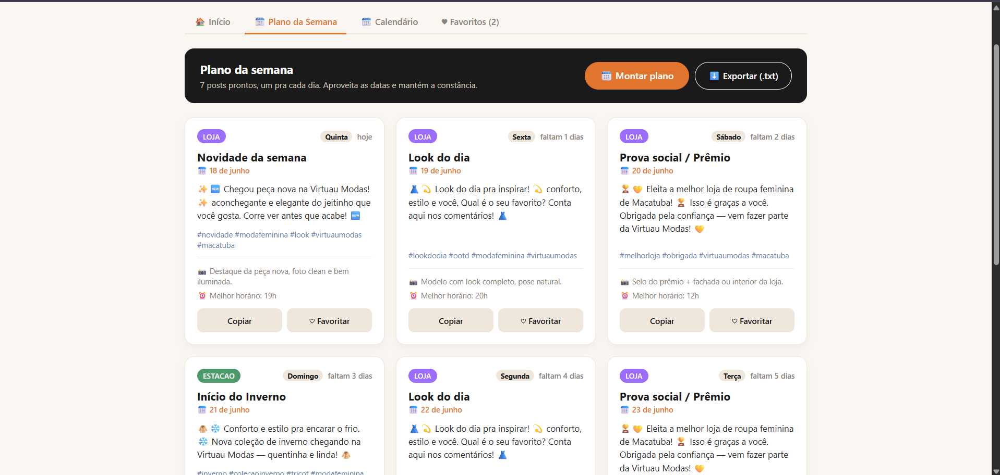 🏠 Início
🗓️ Plano da Semana
🗓️ Calendário
♥ Favoritos (2)
Plano da semana
7 posts prontos, um pra cada dia. Aproveita as datas e mantém a constância.
🗓️ Montar plano
⬇️ Exportar (.txt)
LOJA
Quinta
hoje
Novidade da semana
🗓️ 18 de junho
✨ 🆕 Chegou peça nova na Virtuau Modas!
✨ aconchegante e elegante do jeitinho que
você gosta. Corre ver antes que acabe! 🆕
#novidade #modafeminina #look #virtuaumodas
#macatuba
📸 Destaque da peça nova, foto clean e bem
iluminada.
⏰ Melhor horário: 19h
Copiar
♡ Favoritar
LOJA
Sexta
faltam 1 dias
Look do dia
🗓️ 19 de junho
👗 💫 Look do dia pra inspirar! 💫 conforto,
estilo e você. Qual é o seu favorito? Conta
aqui nos comentários! 👗
#lookdodia #ootd #modafeminina #virtuaumodas
📸 Modelo com look completo, pose natural.
⏰ Melhor horário: 20h
Copiar
♡ Favoritar
LOJA
Sábado
faltam 2 dias
Prova social / Prêmio
🗓️ 20 de junho
🏆 💛 Eleita a melhor loja de roupa feminina
de Macatuba! 🏆 Isso é graças a você.
Obrigada pela confiança — vem fazer parte
da Virtuau Modas! 💛
#melhorloja #obrigada #virtuaumodas #macatuba
📸 Selo do prêmio + fachada ou interior da loja.
⏰ Melhor horário: 12h
Copiar
♡ Favoritar
ESTACAO
Domingo
faltam 3 dias
Início do Inverno
🗓️ 21 de junho
🧥 ❄️ Conforto e estilo pra encarar o frio.
❄️ Nova coleção de inverno chegando na
Virtuau Modas — quentinha e linda! 🧥
#inverno #colecaoinverno #tricot #modafeminina
LOJA
Segunda
faltam 4 dias
Look do dia
🗓️ 22 de junho
👗 💫 Look do dia pra inspirar! 💫 conforto,
estilo e você. Qual é o seu favorito? Conta
aqui nos comentários! 👗
LOJA
Terça
faltam 5 dias
Prova social / Prêmio
🗓️ 23 de junho
🏆 💛 Eleita a melhor loja de roupa feminina
de Macatuba! 🏆 Isso é graças a você.
Obrigada pela confiança — vem fazer parte
da Virtuau Modas! 💛